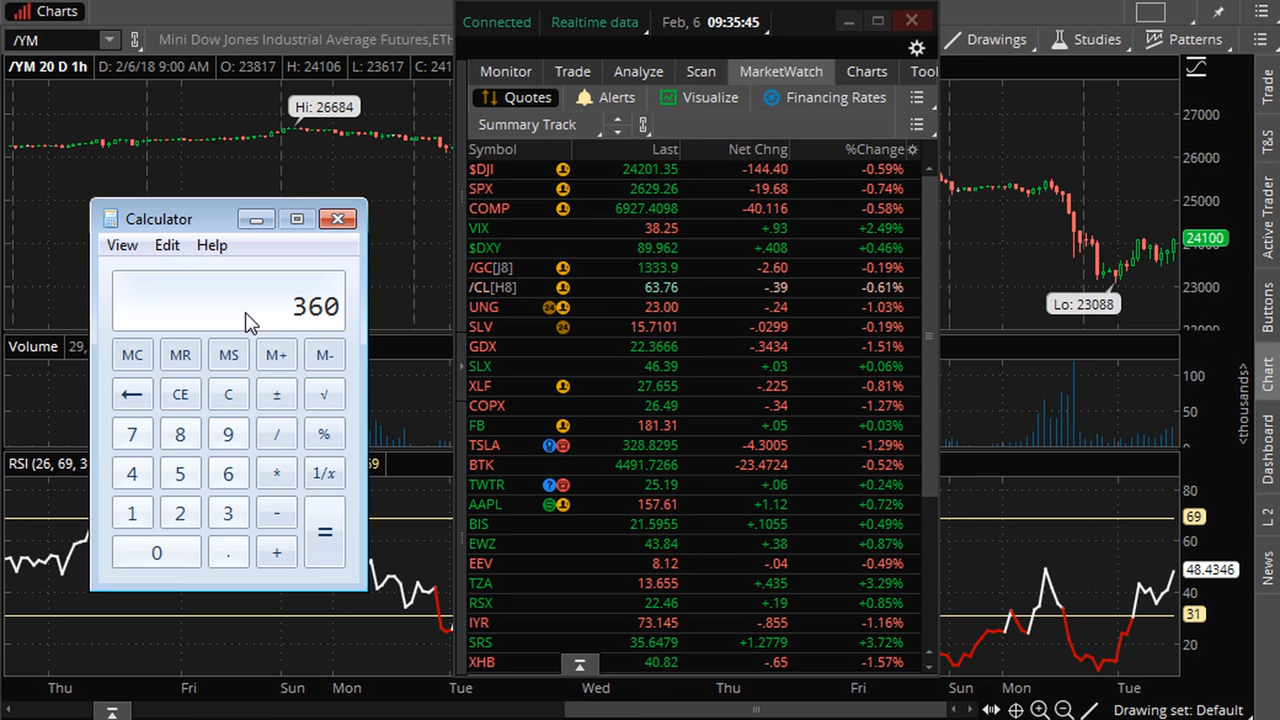 Charts
/YM
Mini Dow Jones Industrial Average Futures,ETH
/YM 20 D 1h
D: 2/6/18 9:00 AM
O: 23817
H: 24106
L: 23617
C: 241
Hi: 26684
Connected
Realtime data
Feb, 6 09:35:45
Drawings
Studies
Patterns
Monitor
Trade
Analyze
Scan
MarketWatch
Charts
Tool
Quotes
Alerts
Visualize
Financing Rates
Summary Track
Symbol Last Net Chng %Change
$DJI 24201.35 -144.40 -0.59%
SPX 2629.26 -19.68 -0.74%
COMP 6927.4098 -40.116 -0.58%
VIX 38.25 +.93 +2.49%
$DXY 89.962 +.408 +0.46%
/GC[J8] 1333.9 -2.60 -0.19%
/CL[H8] 63.76 -.39 -0.61%
UNG 24 23.00 -.24 -1.03%
SLV 24 15.7101 -.0299 -0.19%
GDX 22.3666 -.3434 -1.51%
SLX 46.39 +.03 +0.06%
XLF 27.655 -.225 -0.81%
COPX 26.49 -.34 -1.27%
FB 181.31 +.05 +0.03%
TSLA 328.8295 -4.3005 -1.29%
BTK 4491.7266 -23.4724 -0.52%
TWTR 25.19 +.06 +0.24%
AAPL 157.61 +1.12 +0.72%
BIS 21.5955 +.1055 +0.49%
EWZ 43.84 +.38 +0.87%
EEV 8.12 -.04 -0.49%
TZA 13.655 +.435 +3.29%
RSX 22.46 +.19 +0.85%
IYR 73.145 -.855 -1.16%
SRS 35.6479 +1.2779 +3.72%
XHB 40.82 -.65 -1.57%
Calculator
View Edit Help
360
MC MR MS M+ M-
← CE C ± √
7 8 9 / %
4 5 6 * 1/x
1 2 3 - =
0 . +
Volume 29,
RSI (26, 69, 3
69
27000
26000
25000
24100
23000
22000
Lo: 23088
100
50
<thousands>
80
69
60
48.4346
40
31
20
Trade
T&S
Active Trader
Buttons
Chart
Dashboard
L 2
News
Thu Fri Sun Mon Tue Wed Thu Fri Sun Mon Tue
Drawing set: Default